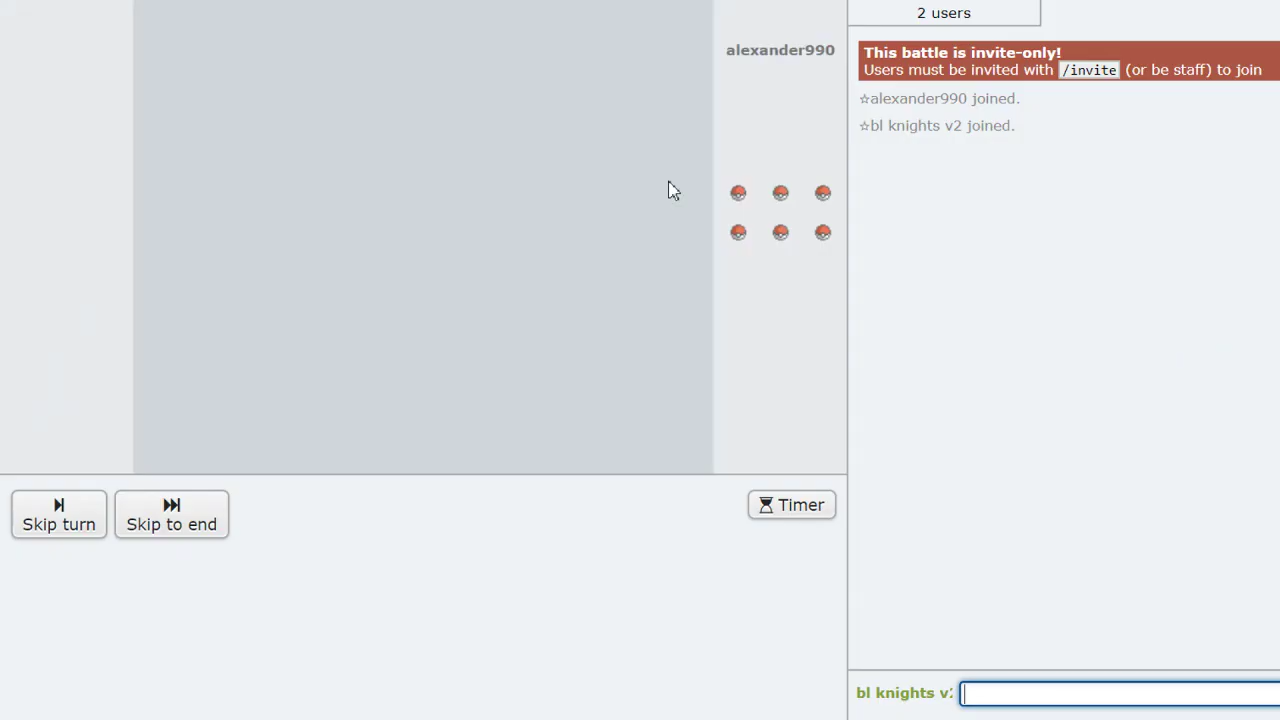 2 users
alexander990
This battle is invite-only!
Users must be invited with /invite (or be staff) to join
☆alexander990 joined.
☆bl knights v2 joined.
Skip turn
Skip to end
Timer
bl knights v2